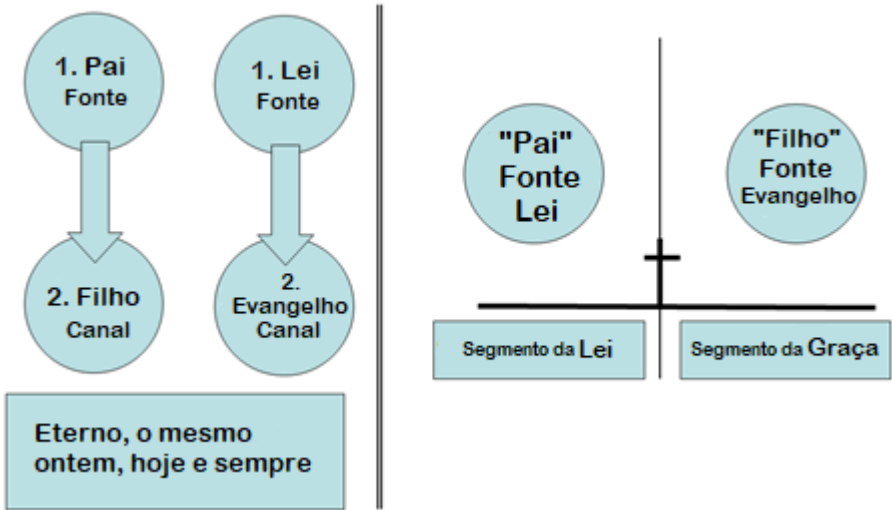 1. Pai
Fonte
1. Lei
Fonte
2. Filho
Canal
2.
Evangelho
Canal
Eterno, o mesmo
ontem, hoje e sempre
"Pai"
Fonte
Lei
"Filho"
Fonte
Evangelho
Segmento da Lei
Segmento da Graça